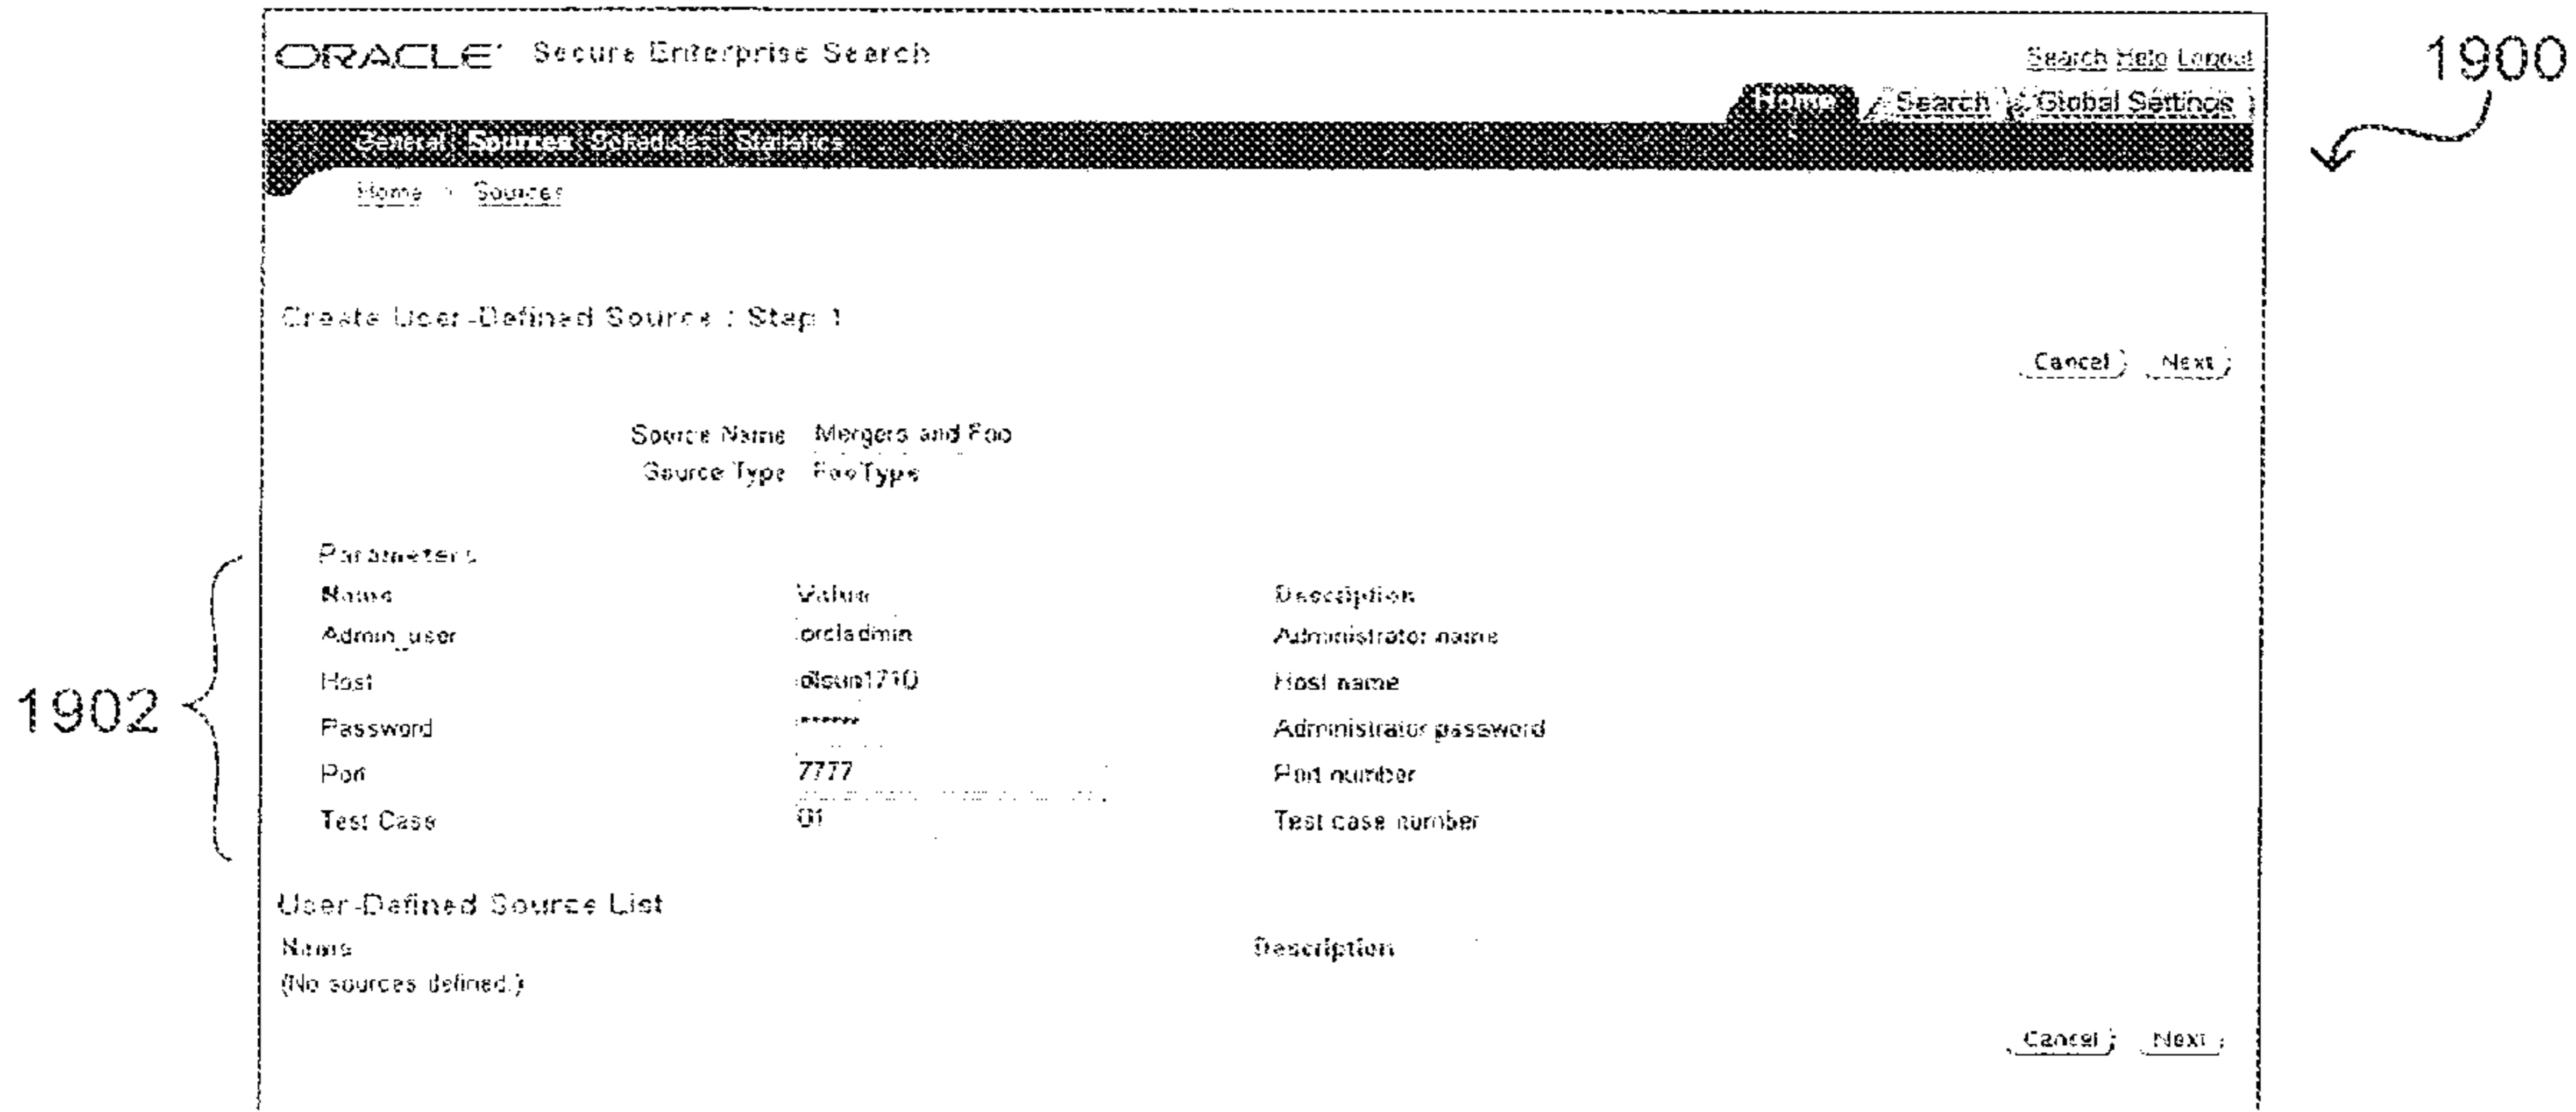 ORACLE Secure Enterprise Search
Search Help Logout
1900
Home Search Global Settings
General Sources Schedules Statistics
Home > Sources
Create User-Defined Source : Step 1
Cancel Next
Source Name Mergers and Foo
Source Type FooType
Parameters
Name Value Description
Admin_user orcladmin Administrator name
Host Host name
1902
Password ****** Administrator password
Port 7777 Port number
Test Case 01 Test case number
User-Defined Source List
Name Description
(No sources defined.)
Cancel Next